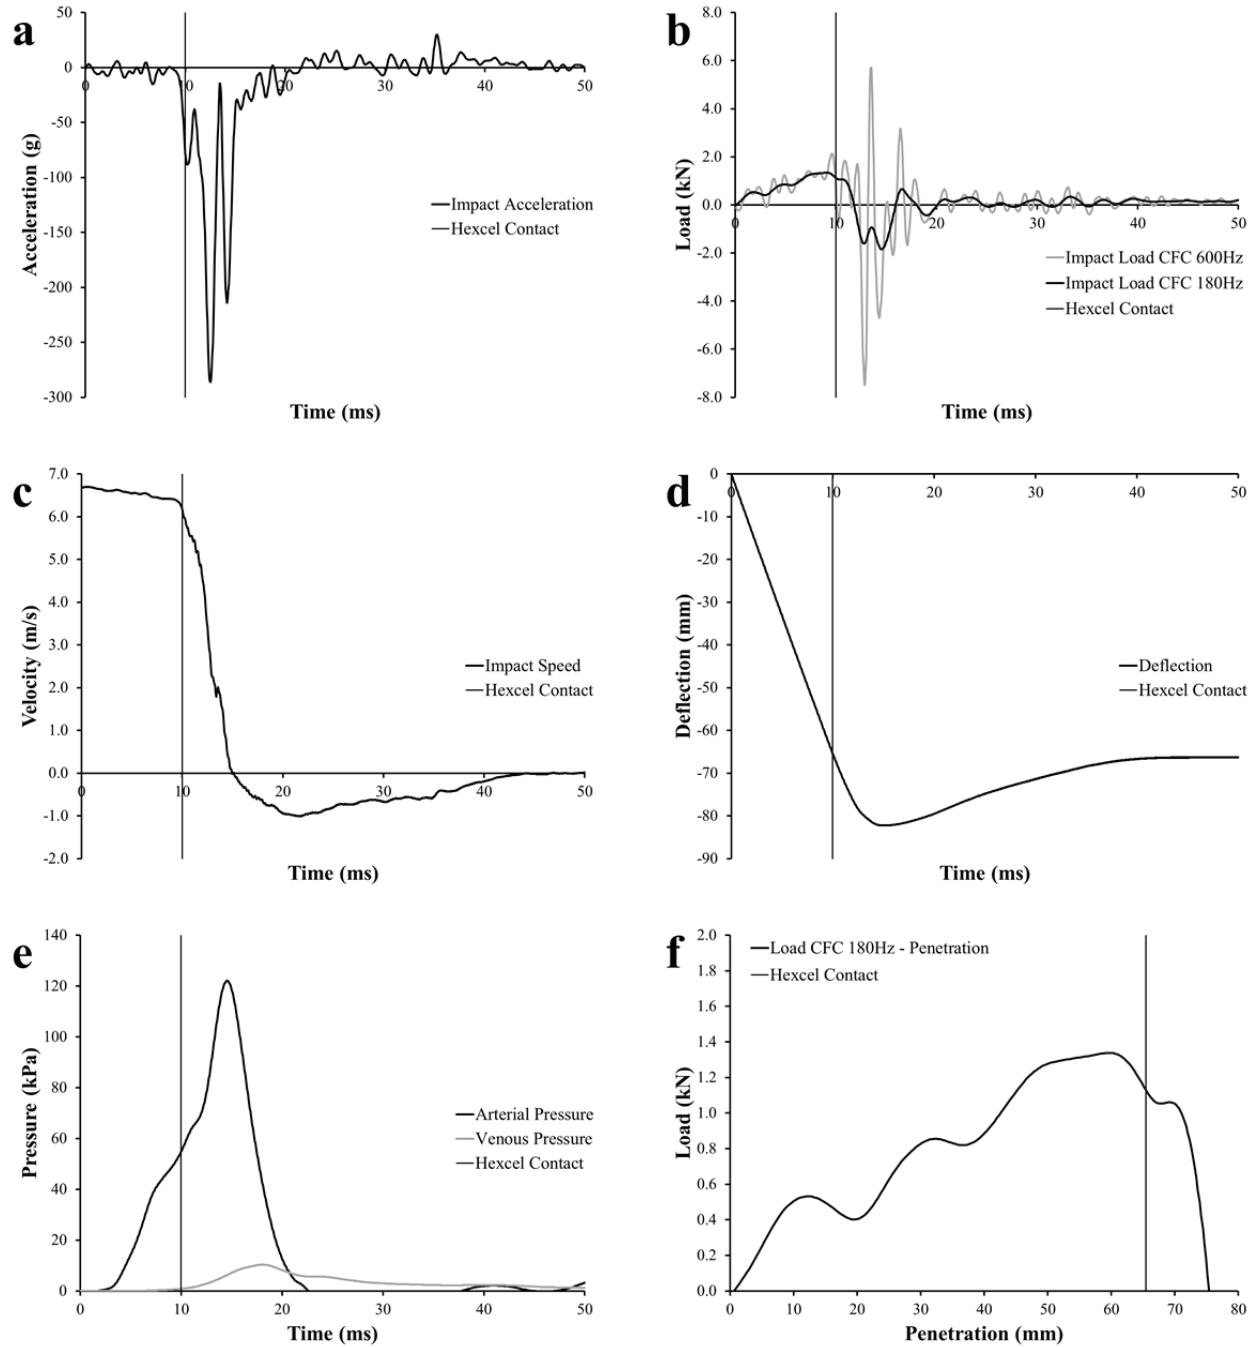 a
50
0
-50
-100
-150
-200
-250
-300
0
10
20
30
40
50
Acceleration (g)
Time (ms)
Impact Acceleration
Hexcel Contact
b
8.0
6.0
4.0
2.0
0.0
-2.0
-4.0
-6.0
-8.0
0
10
20
30
40
50
Load (kN)
Time (ms)
Impact Load CFC 600Hz
Impact Load CFC 180Hz
Hexcel Contact
c
7.0
6.0
5.0
4.0
3.0
2.0
1.0
0.0
-1.0
-2.0
0
10
20
30
40
50
Velocity (m/s)
Time (ms)
Impact Speed
Hexcel Contact
d
0
-10
-20
-30
-40
-50
-60
-70
-80
-90
0
10
20
30
40
50
Deflection (mm)
Time (ms)
Deflection
Hexcel Contact
e
140
120
100
80
60
40
20
0
0
10
20
30
40
50
Pressure (kPa)
Time (ms)
Arterial Pressure
Venous Pressure
Hexcel Contact
f
2.0
1.8
1.6
1.4
1.2
1.0
0.8
0.6
0.4
0.2
0.0
0
10
20
30
40
50
60
70
80
Load (kN)
Penetration (mm)
Load CFC 180Hz - Penetration
Hexcel Contact